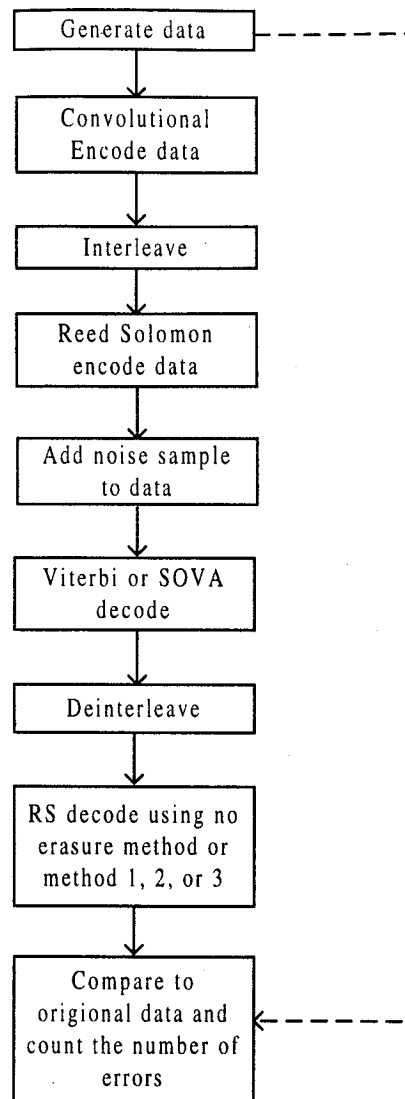 Generate data
Convolutional
Encode data
Interleave
Reed Solomon
encode data
Add noise sample
to data
Viterbi or SOVA
decode
Deinterleave
RS decode using no
erasure method or
method 1, 2, or 3
Compare to
origional data and
count the number of
errors